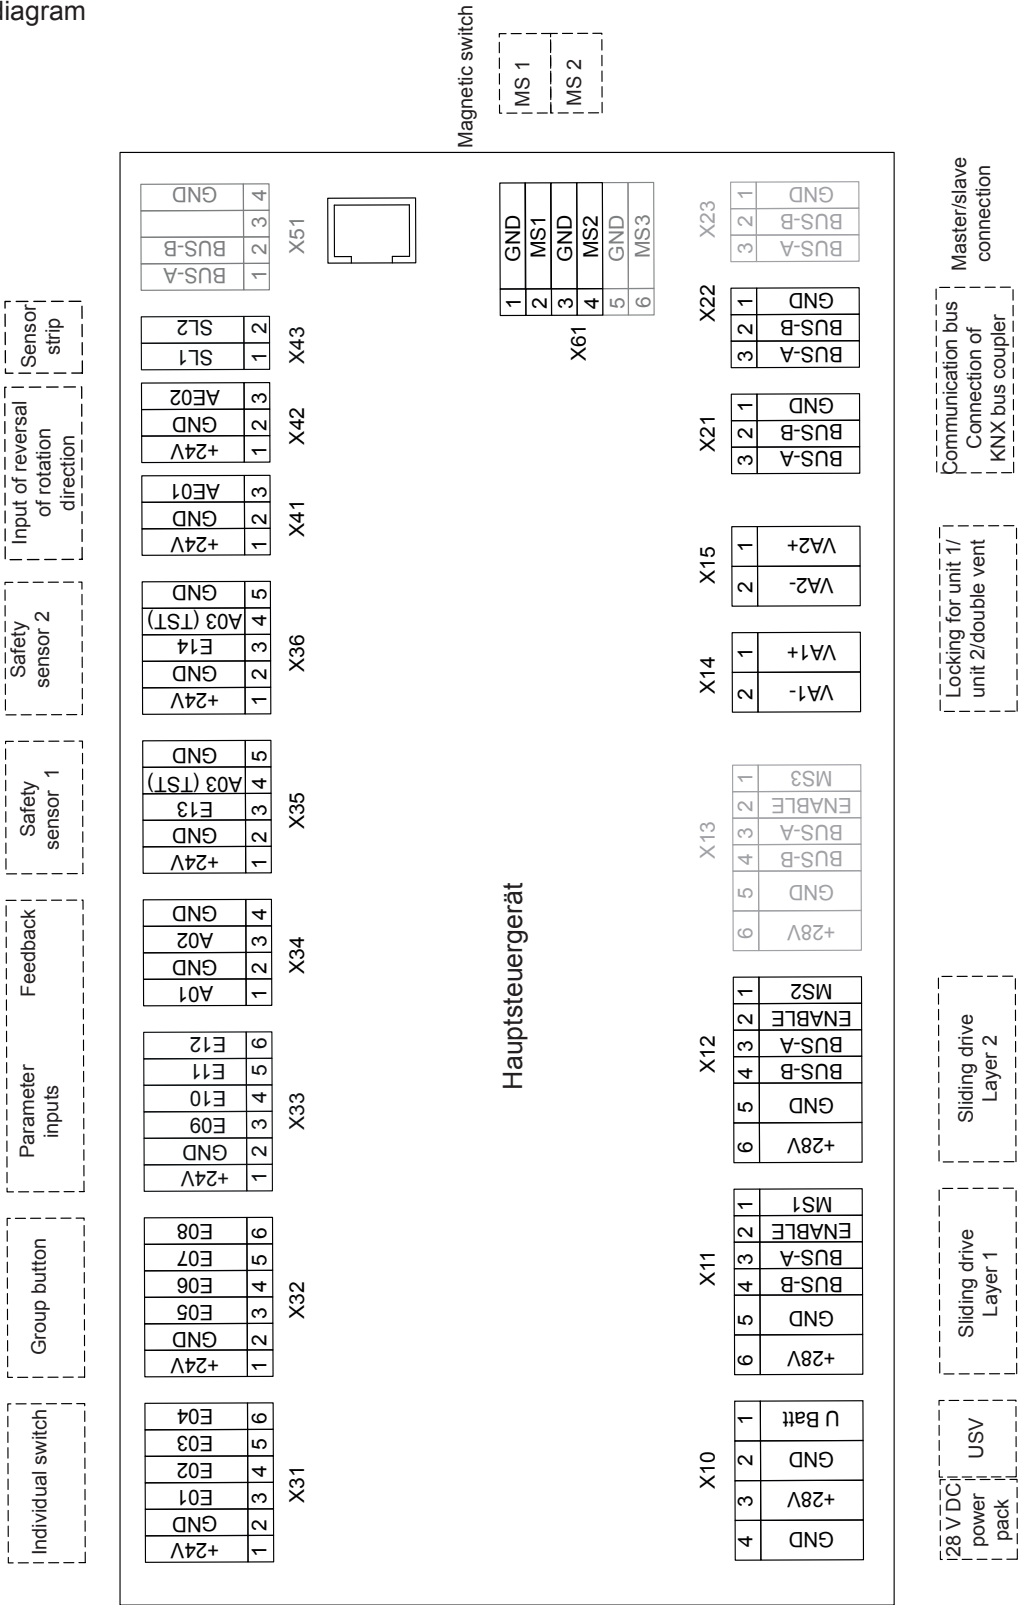 diagram
Magnetic switch
MS 1
MS 2
Sensor
strip
Input of reversal
of rotation
direction
Safety
sensor 2
Safety
sensor 1
Feedback
Parameter
inputs
Group button
Individual switch
GND 4
3
BUS-B 2
BUS-A 1
X51
SL2 2
SL1 1
X43
AE02 3
GND 2
+24V 1
X42
AE01 3
GND 2
+24V 1
X41
GND 5
A03 (TST) 4
E14 3
GND 2
+24V 1
X36
GND 5
A03 (TST) 4
E13 3
GND 2
+24V 1
X35
GND 4
A02 3
GND 2
A01 1
X34
E12 6
E11 5
E10 4
E09 3
GND 2
+24V 1
X33
E08 6
E07 5
E06 4
E05 3
GND 2
+24V 1
X32
E04 6
E03 5
E02 4
E01 3
GND 2
+24V 1
X31
1 GND
2 MS1
3 GND
4 MS2
5 GND
6 MS3
X61
Hauptsteuergerät
X23
1 GND
2 BUS-B
3 BUS-A
X22
1 GND
2 BUS-B
3 BUS-A
X21
1 GND
2 BUS-B
3 BUS-A
X15
1 VA2+
2 VA2-
X14
1 VA1+
2 VA1-
X13
1 MS3
2 ENABLE
3 BUS-A
4 BUS-B
5 GND
6 +28V
X12
1 MS2
2 ENABLE
3 BUS-A
4 BUS-B
5 GND
6 +28V
X11
1 MS1
2 ENABLE
3 BUS-A
4 BUS-B
5 GND
6 +28V
X10
1 U Batt
2 GND
3 +28V
4 GND
Master/slave
connection
Communication bus
Connection of
KNX bus coupler
Locking for unit 1/
unit 2/double vent
Sliding drive
Layer 2
Sliding drive
Layer 1
USV
28 V DC
power
pack